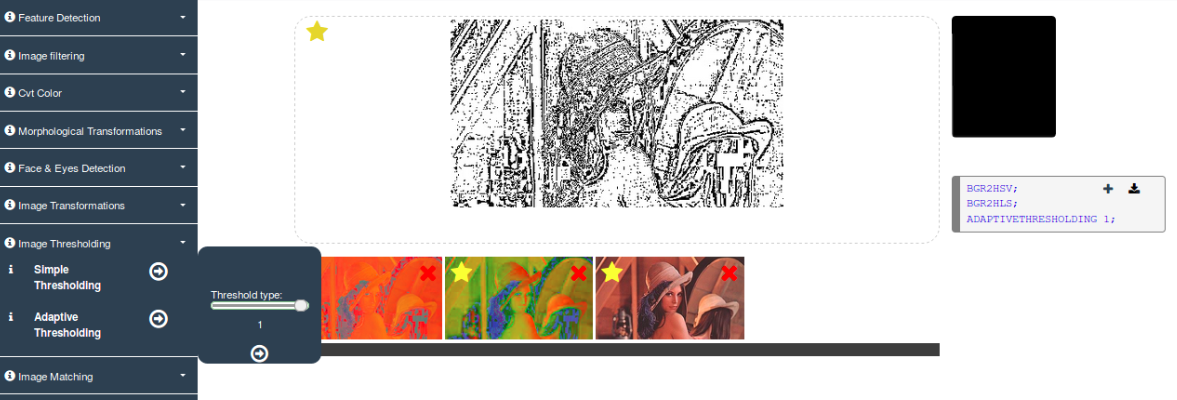 Feature Detection
Image filtering
Cvt Color
Morphological Transformations
Face & Eyes Detection
Image Transformations
Image Thresholding
Simple
Thresholding
Adaptive
Thresholding
Image Matching
Threshold type:
1
BGR2HSV;
BGR2HLS;
ADAPTIVETHRESHOLDING 1;